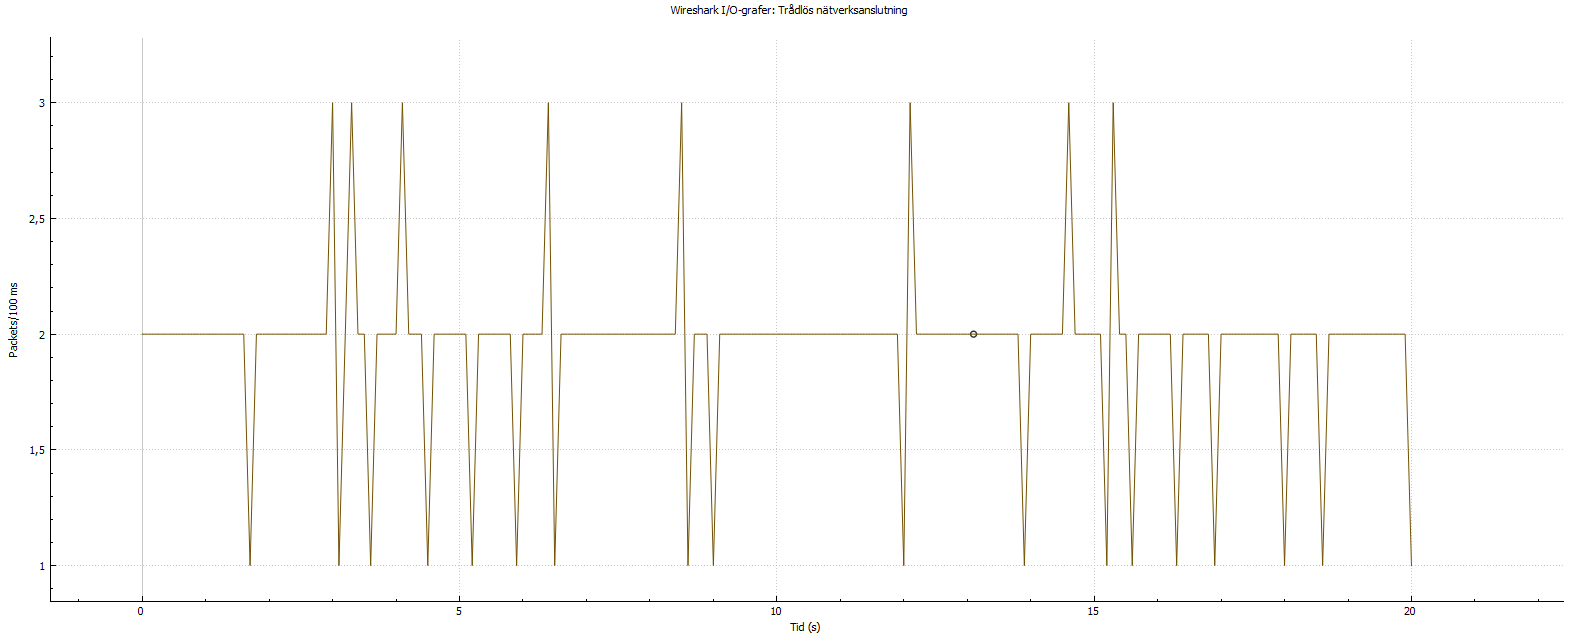 Wireshark I/O-grafer: Trådlös nätverksanslutning
3
2,5
2
1,5
1
Packets/100 ms
0 5 10 15 20
Tid (s)